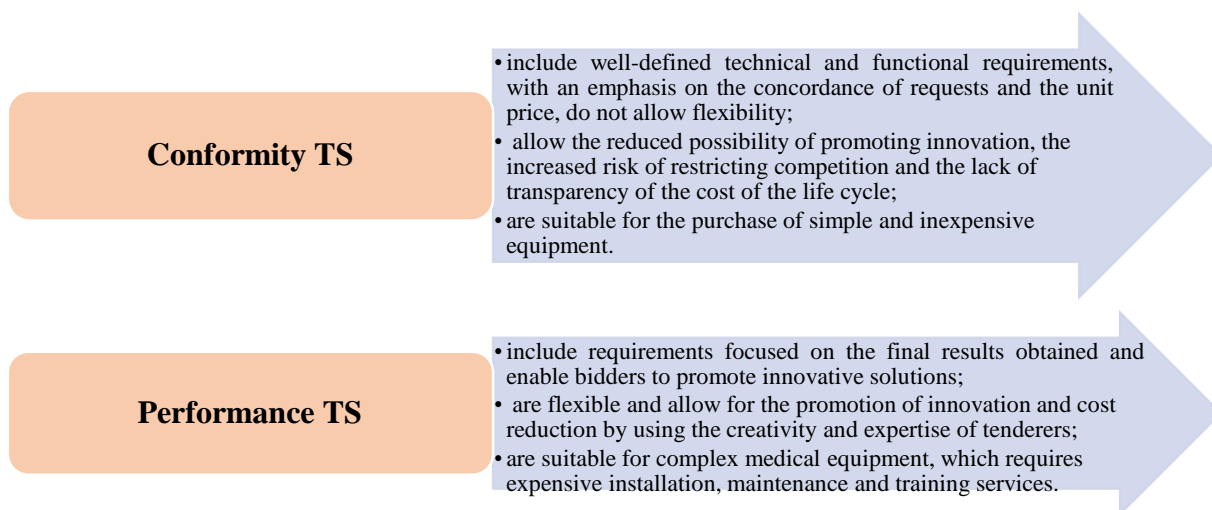 Conformity TS
• include well-defined technical and functional requirements,
with an emphasis on the concordance of requests and the unit
price, do not allow flexibility;
• allow the reduced possibility of promoting innovation, the
increased risk of restricting competition and the lack of
transparency of the cost of the life cycle;
• are suitable for the purchase of simple and inexpensive
equipment.
Performance TS
• include requirements focused on the final results obtained and
enable bidders to promote innovative solutions;
• are flexible and allow for the promotion of innovation and cost
reduction by using the creativity and expertise of tenderers;
• are suitable for complex medical equipment, which requires
expensive installation, maintenance and training services.